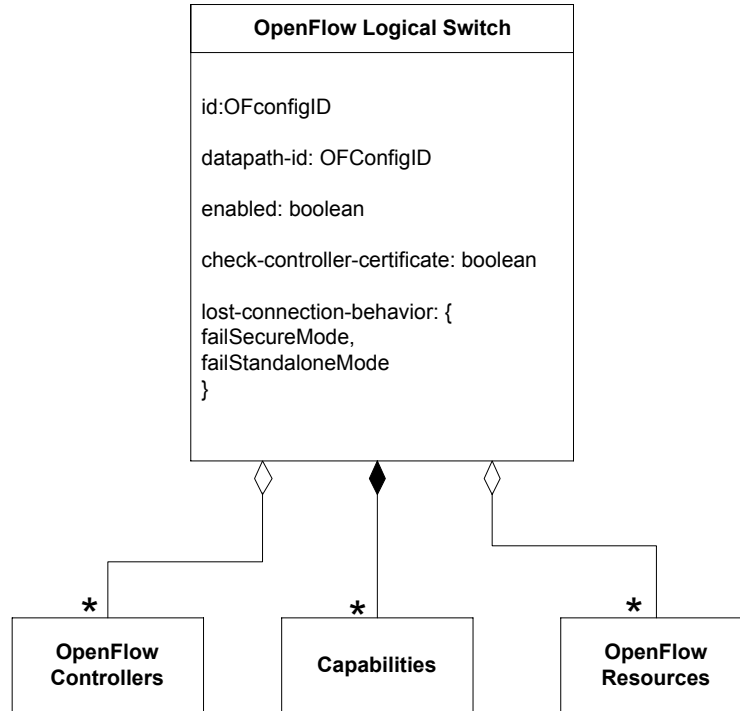 OpenFlow Logical Switch
id:OFconfigID
datapath-id: OFConfigID
enabled: boolean
check-controller-certificate: boolean
lost-connection-behavior: {
failSecureMode,
failStandaloneMode
}
* * *
OpenFlow
Controllers
Capabilities
OpenFlow
Resources